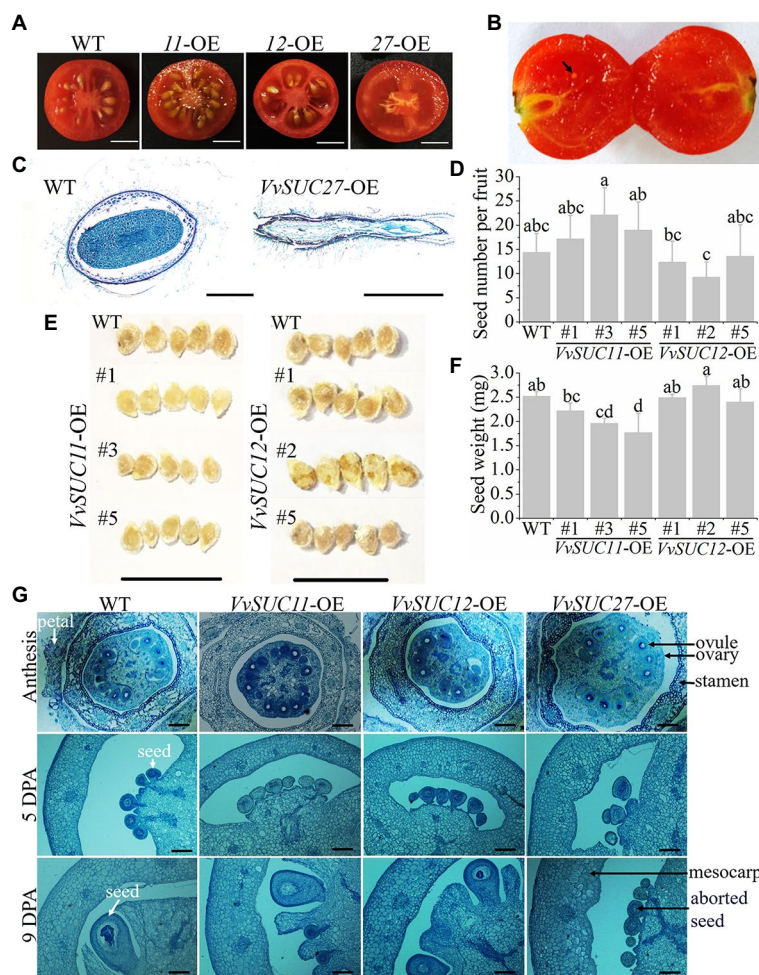 A
WT 11-OE 12-OE 27-OE
B
C
WT VvSUC27-OE
D
Seed number per fruit
30
25
20
15
10
5
0
abc abc a ab bc c abc
WT #1 #3 #5 #1 #2 #5
VvSUC11-OE VvSUC12-OE
E
WT WT
#1 #1
#3 #2
#5 #5
VvSUC11-OE
VvSUC12-OE
F
Seed weight (mg)
3.0
2.5
2.0
1.5
1.0
0.5
0.0
ab bc cd d ab a ab
WT #1 #3 #5 #1 #2 #5
VvSUC11-OE VvSUC12-OE
G
WT VvSUC11-OE VvSUC12-OE VvSUC27-OE
Anthesis
petal
ovule
ovary
stamen
5 DPA
seed
9 DPA
seed
mesocarp
aborted
seed